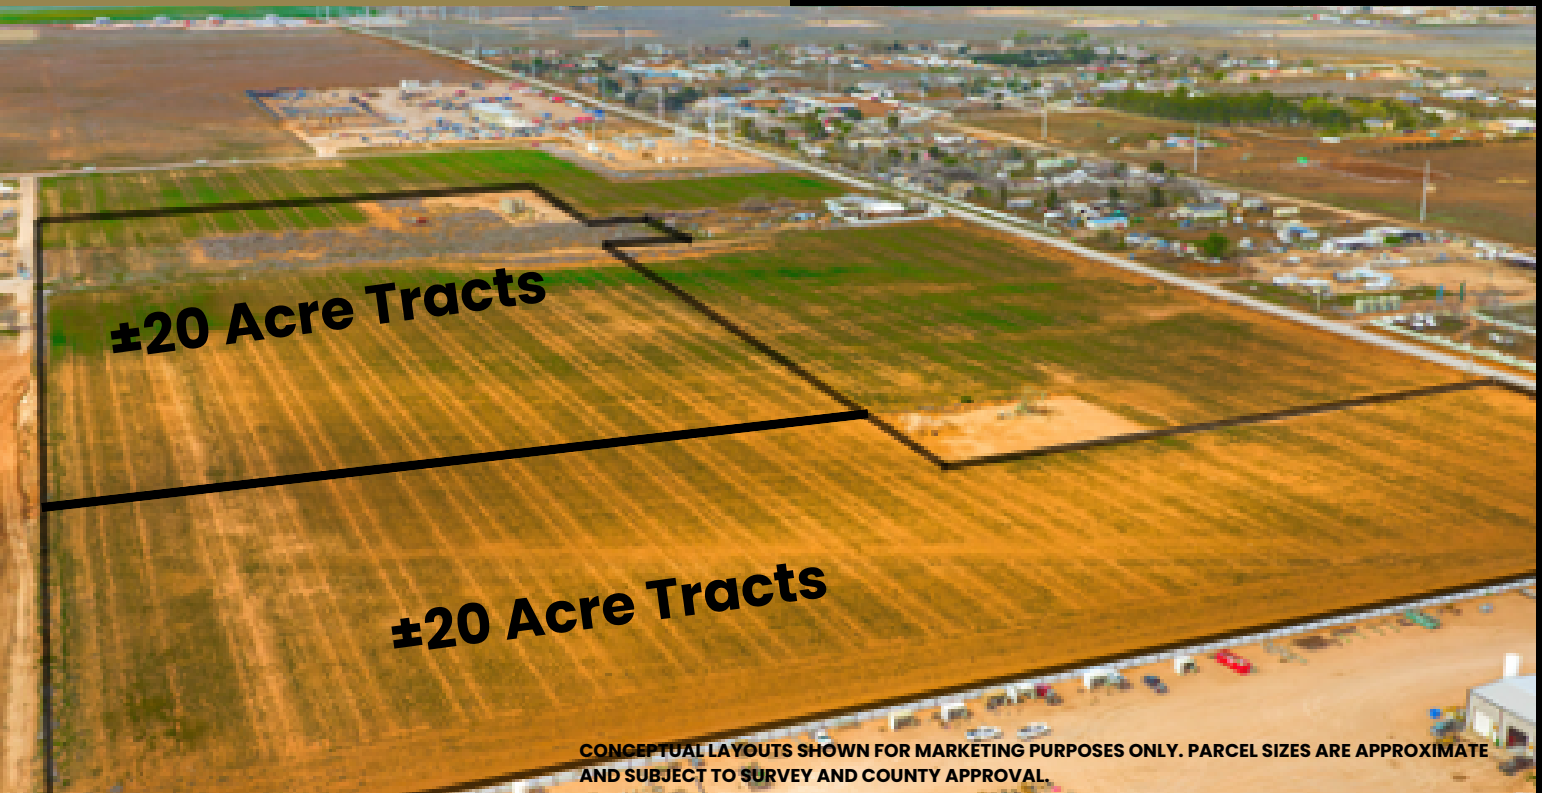 ±20 Acre Tracts
±20 Acre Tracts
CONCEPTUAL LAYOUTS SHOWN FOR MARKETING PURPOSES ONLY. PARCEL SIZES ARE APPROXIMATE
AND SUBJECT TO SURVEY AND COUNTY APPROVAL.